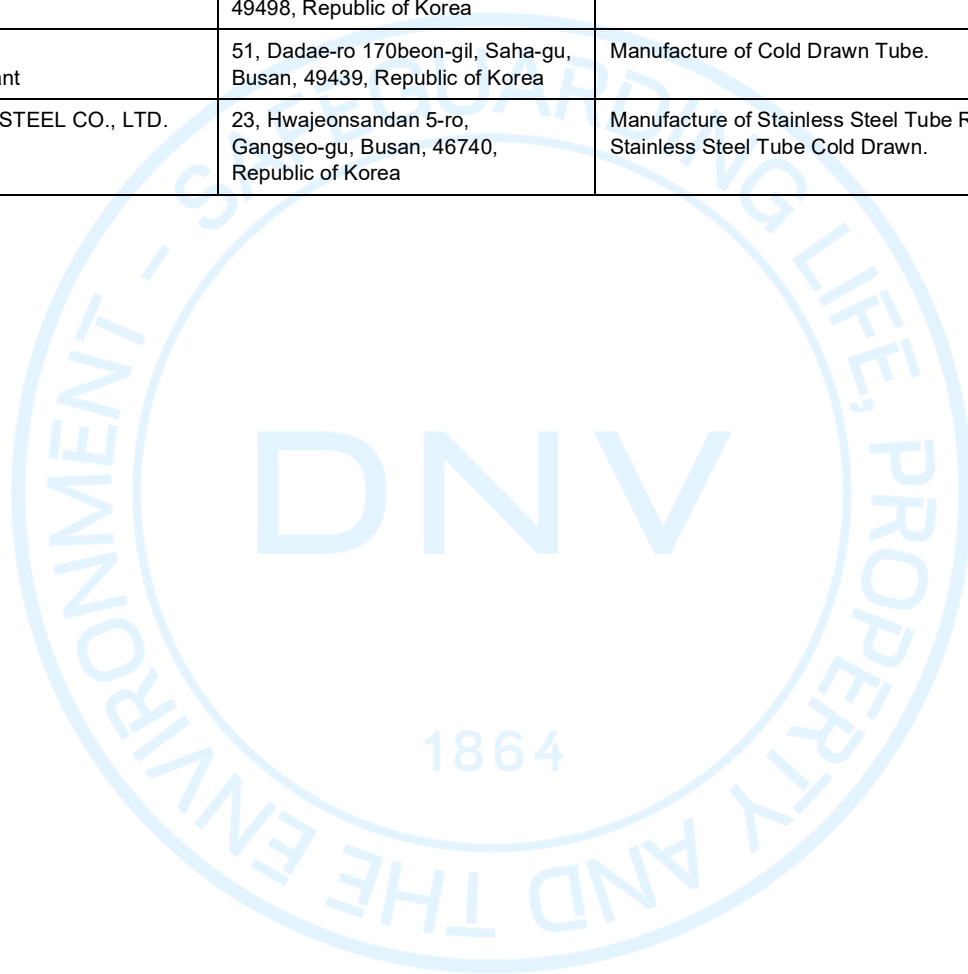 49498, Republic of Korea
51, Dadae-ro 170beon-gil, Saha-gu,
Busan, 49439, Republic of Korea
Manufacture of Cold Drawn Tube.
STEEL CO., LTD.
23, Hwajeonsandan 5-ro,
Gangseo-gu, Busan, 46740,
Republic of Korea
Manufacture of Stainless Steel Tube
Stainless Steel Tube Cold Drawn.
SAFEGUARDING LIFE, PROPERTY AND THE ENVIRONMENT -
DNV
1864